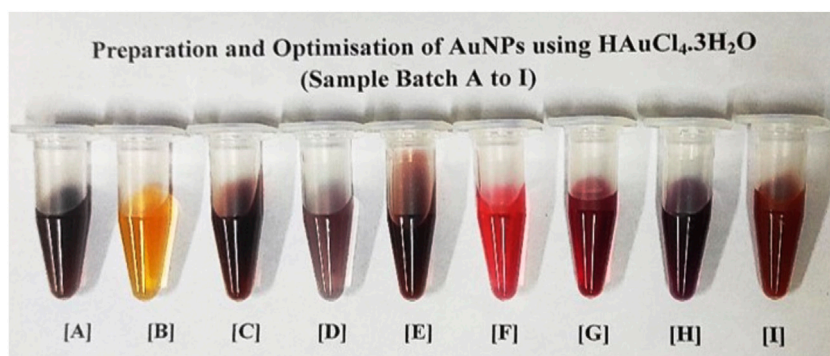 Preparation and Optimisation of AuNPs using HAuCl₄.3H₂O
(Sample Batch A to I)
[A] [B] [C] [D] [E] [F] [G] [H] [I]